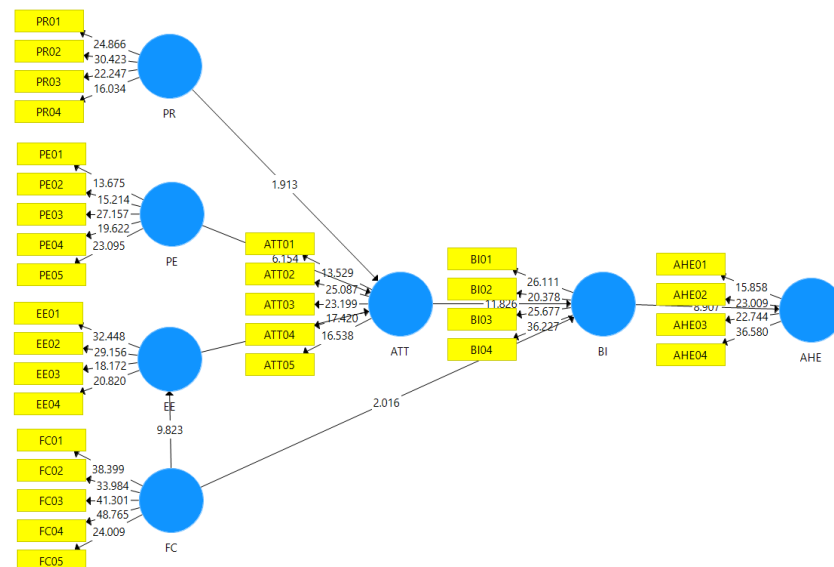 PR01
PR02
PR03
PR04
24.866
30.423
22.247
16.034
PR
1.913
PE01
PE02
PE03
PE04
PE05
13.675
15.214
27.157
19.622
23.095
PE
6.154
ATT01
ATT02
ATT03
ATT04
ATT05
13.529
25.087
23.199
17.420
16.538
ATT
11.826
BI01
BI02
BI03
BI04
26.111
20.378
25.677
36.227
BI
8.907
AHE01
AHE02
AHE03
AHE04
15.858
23.009
22.744
36.580
AHE
EE01
EE02
EE03
EE04
32.448
29.156
18.172
20.820
EE
9.823
2.016
FC01
FC02
FC03
FC04
FC05
38.399
33.984
41.301
48.765
24.009
FC